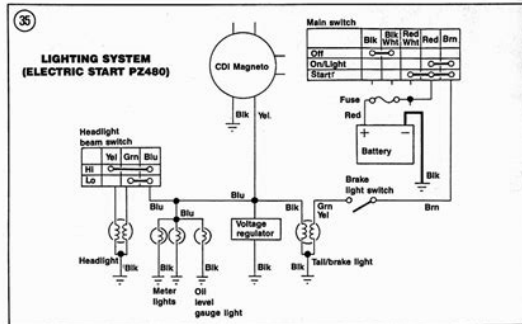 35
LIGHTING SYSTEM
(ELECTRIC START PZ480)
CDI Magneto
Main switch
Blk Blk Wht Red Wht Red Brn
Off
On/Light
Start
Fuse
Red
+ −
Battery
Blk
Blk
Yel.
Headlight
beam switch
Yel Grn Blu
Hi
Lo
Blu
Blu
Blu
Blk
Grn
Yel
Brake
light switch
Brn
Voltage
regulator
Headlight
Blk
Blk
Blk
Meter
lights
Oil
level
gauge light
Blk
Blk
Tail/brake light